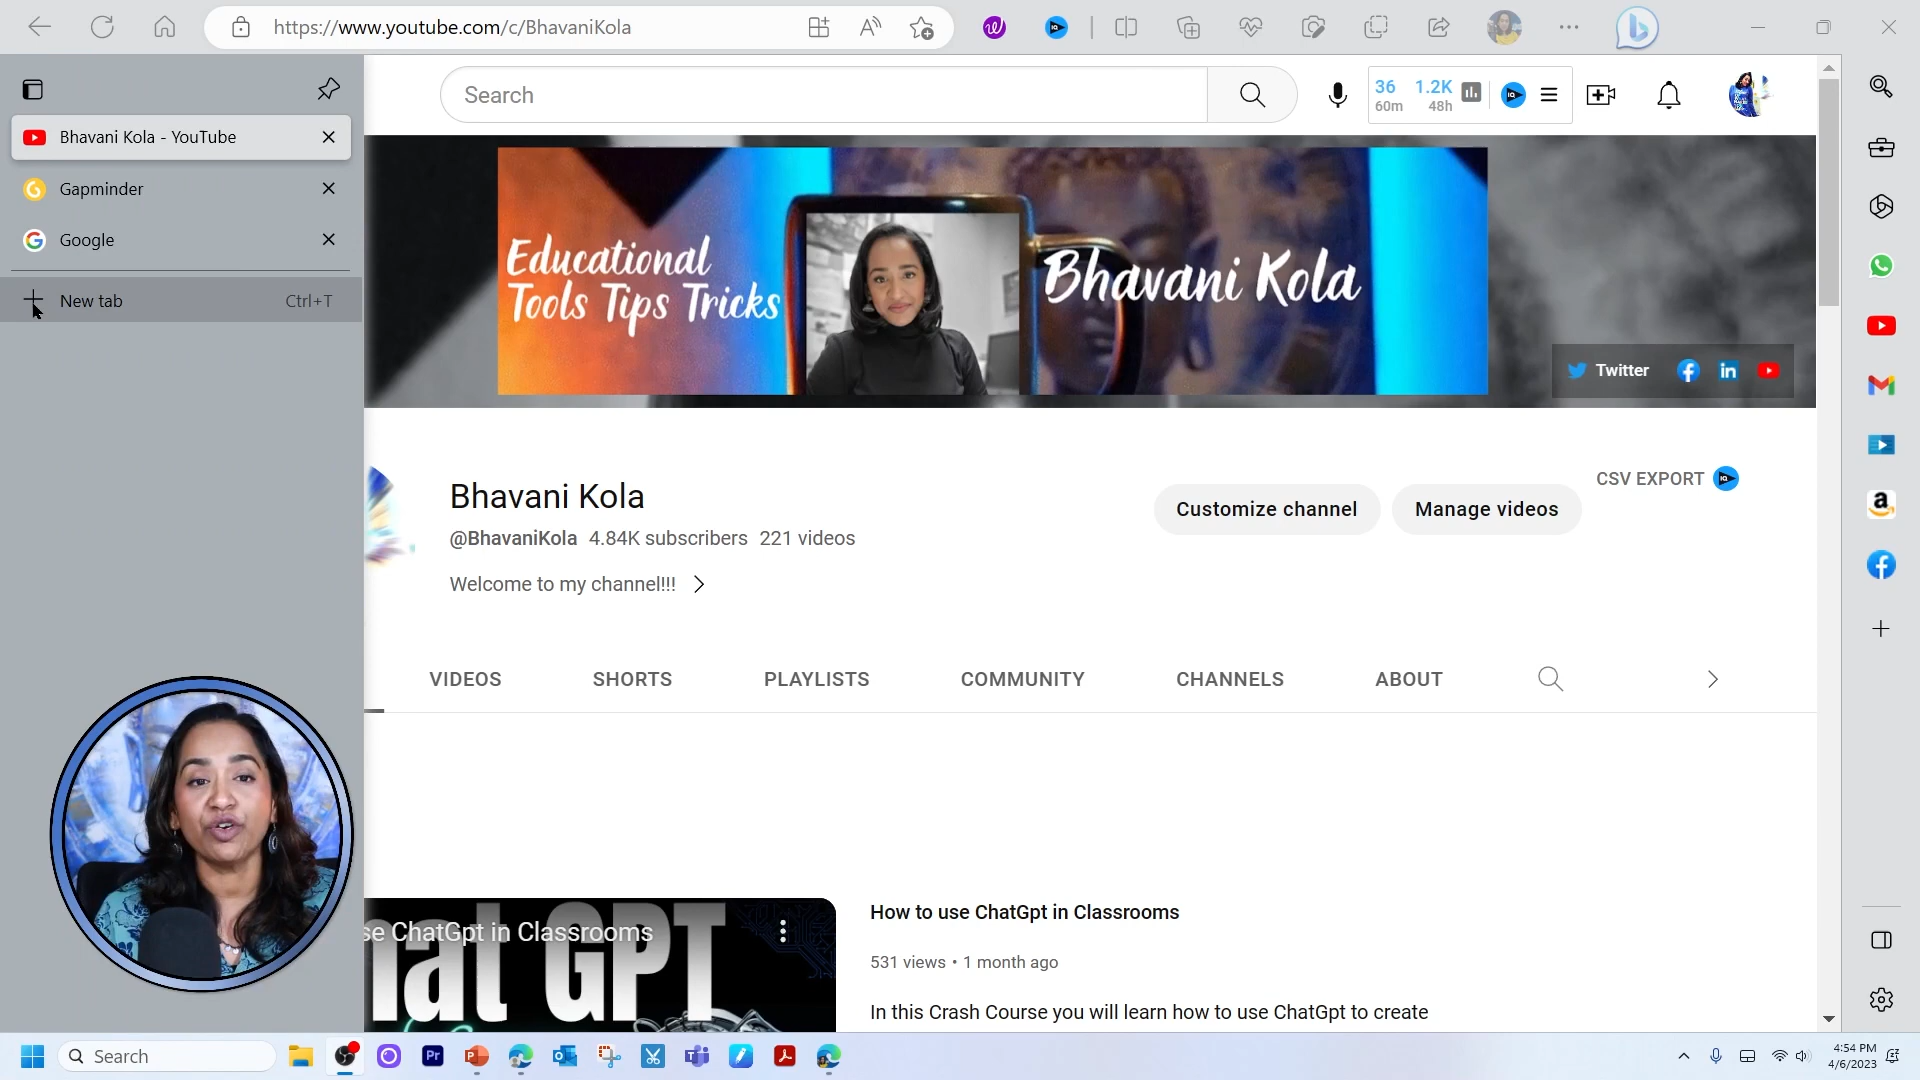 https://www.youtube.com/c/BhavaniKola
Bhavani Kola - YouTube
Gapminder
Google
New tab Ctrl+T
Search
36 1.2K
60m 48h
Educational
Tools Tips Tricks
Bhavani Kola
Twitter
Bhavani Kola
@BhavaniKola 4.84K subscribers 221 videos
Welcome to my channel!!!
Customize channel
Manage videos
CSV EXPORT
VIDEOS SHORTS PLAYLISTS COMMUNITY CHANNELS ABOUT
se ChatGpt in Classrooms
hat GPT
How to use ChatGpt in Classrooms
531 views • 1 month ago
In this Crash Course you will learn how to use ChatGpt to create
Search
Pr
4:54 PM
4/6/2023